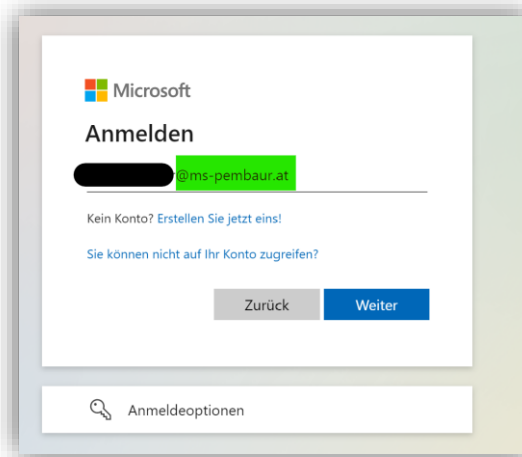 Microsoft
Anmelden
@ms-pembaur.at
Kein Konto? Erstellen Sie jetzt eins!
Sie können nicht auf Ihr Konto zugreifen?
Zurück Weiter
Anmeldeoptionen